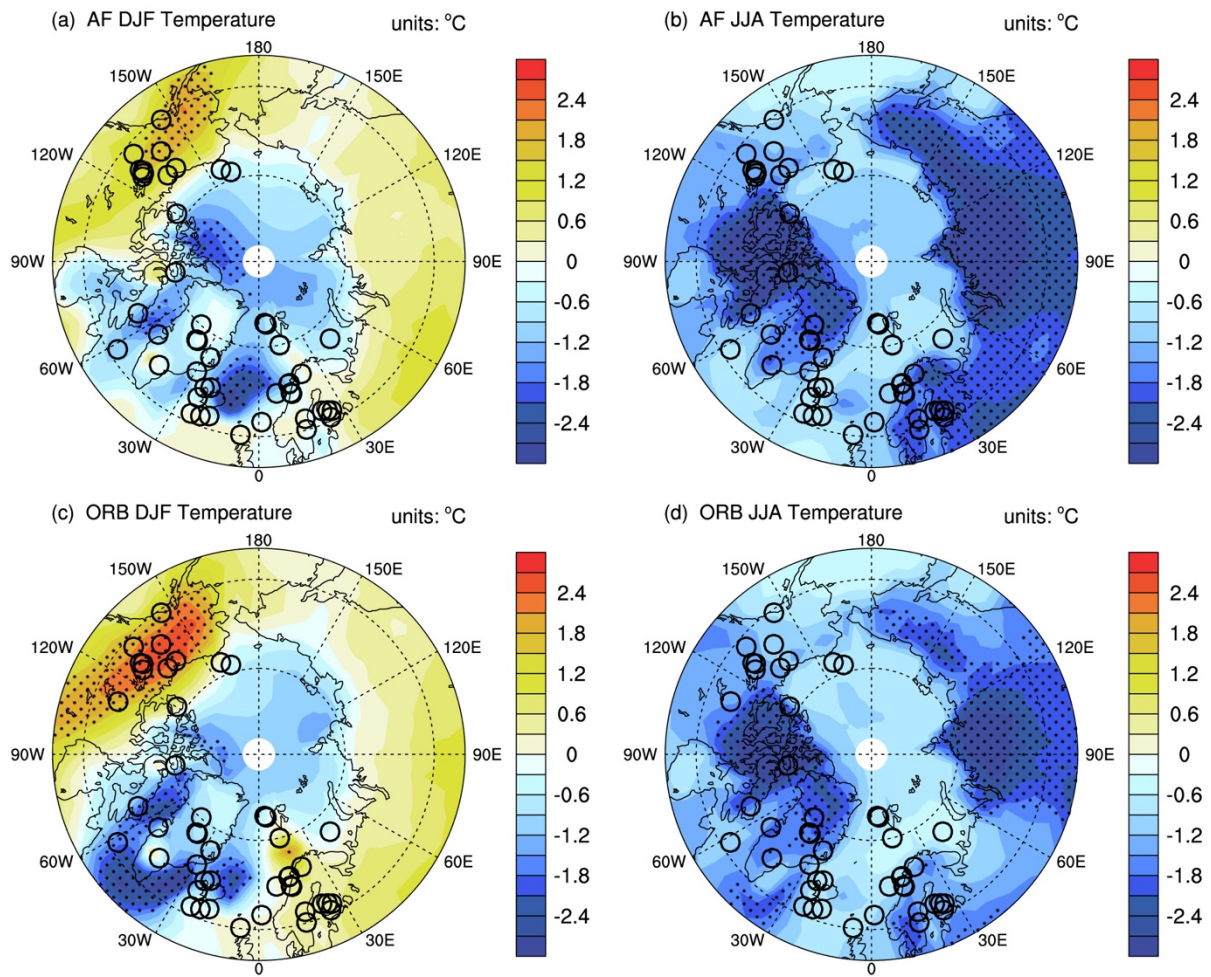 (a) AF DJF Temperature units: °C
180
150W 150E
120W 120E
90W 90E
60W 60E
30W 30E
0
2.4
1.8
1.2
0.6
0
-0.6
-1.2
-1.8
-2.4
(b) AF JJA Temperature units: °C
180
150W 150E
120W 120E
90W 90E
60W 60E
30W 30E
0
2.4
1.8
1.2
0.6
0
-0.6
-1.2
-1.8
-2.4
(c) ORB DJF Temperature units: °C
180
150W 150E
120W 120E
90W 90E
60W 60E
30W 30E
0
2.4
1.8
1.2
0.6
0
-0.6
-1.2
-1.8
-2.4
(d) ORB JJA Temperature units: °C
180
150W 150E
120W 120E
90W 90E
60W 60E
30W 30E
0
2.4
1.8
1.2
0.6
0
-0.6
-1.2
-1.8
-2.4